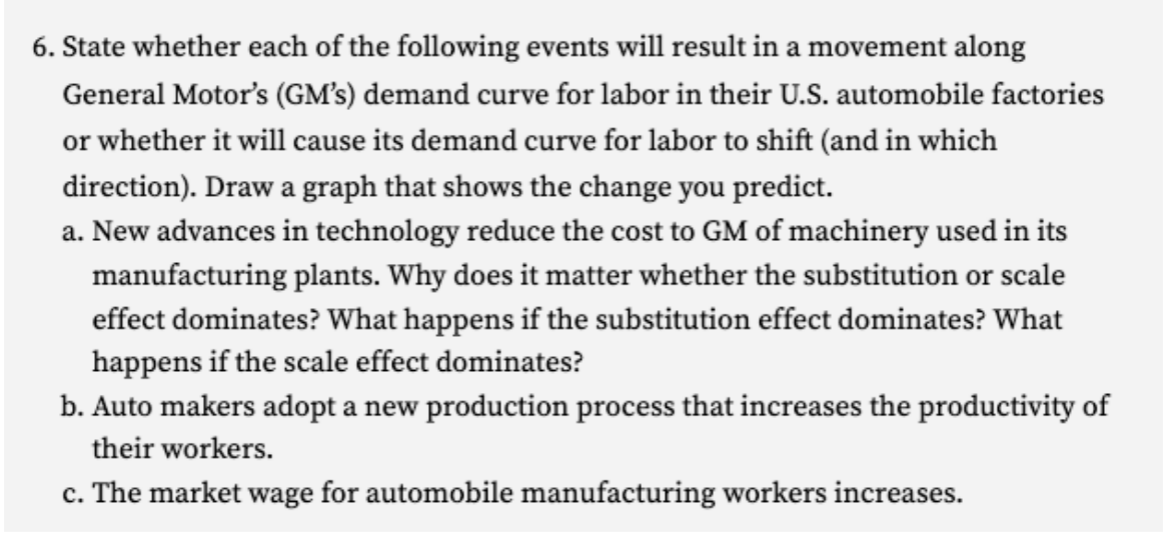 6. State whether each of the following events will result in a movement along
General Motor’s (GM’s) demand curve for labor in their U.S. automobile factories
or whether it will cause its demand curve for labor to shift (and in which
direction). Draw a graph that shows the change you predict.
a. New advances in technology reduce the cost to GM of machinery used in its
manufacturing plants. Why does it matter whether the substitution or scale
effect dominates? What happens if the substitution effect dominates? What
happens if the scale effect dominates?
b. Auto makers adopt a new production process that increases the productivity of
their workers.
c. The market wage for automobile manufacturing workers increases.